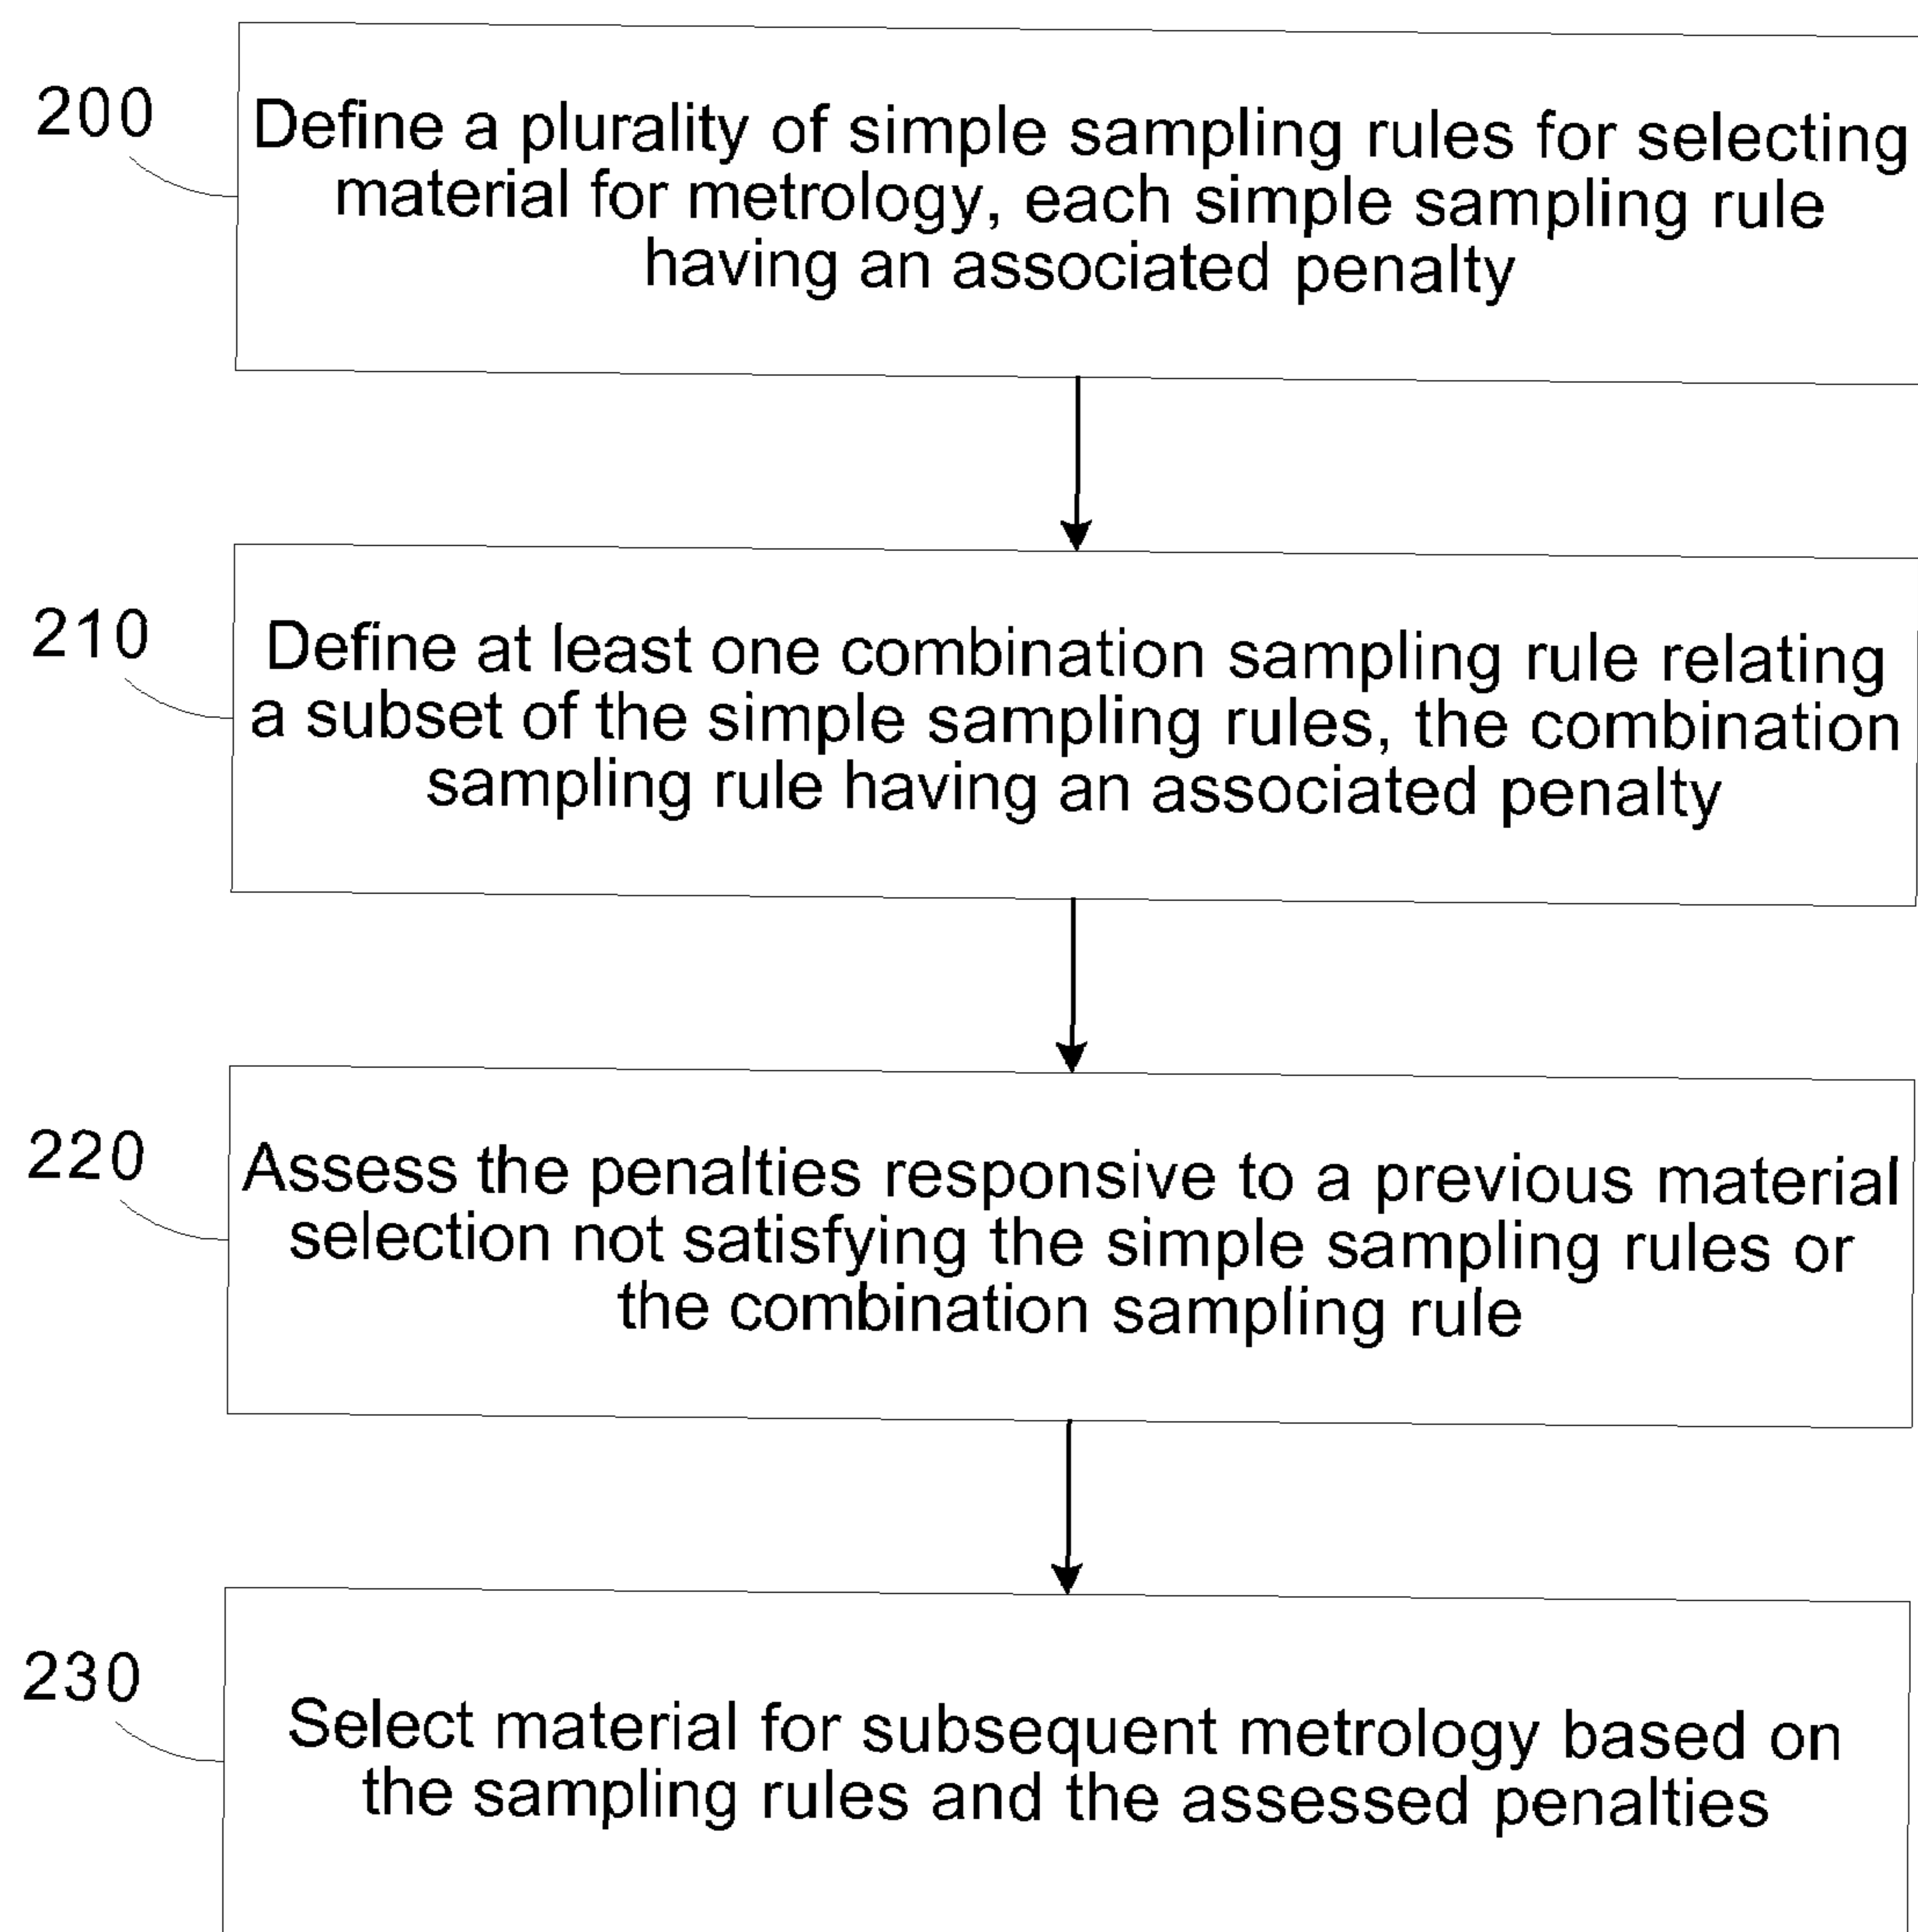 200
Define a plurality of simple sampling rules for selecting
material for metrology, each simple sampling rule
having an associated penalty
210
Define at least one combination sampling rule relating
a subset of the simple sampling rules, the combination
sampling rule having an associated penalty
220
Assess the penalties responsive to a previous material
selection not satisfying the simple sampling rules or
the combination sampling rule
230
Select material for subsequent metrology based on
the sampling rules and the assessed penalties